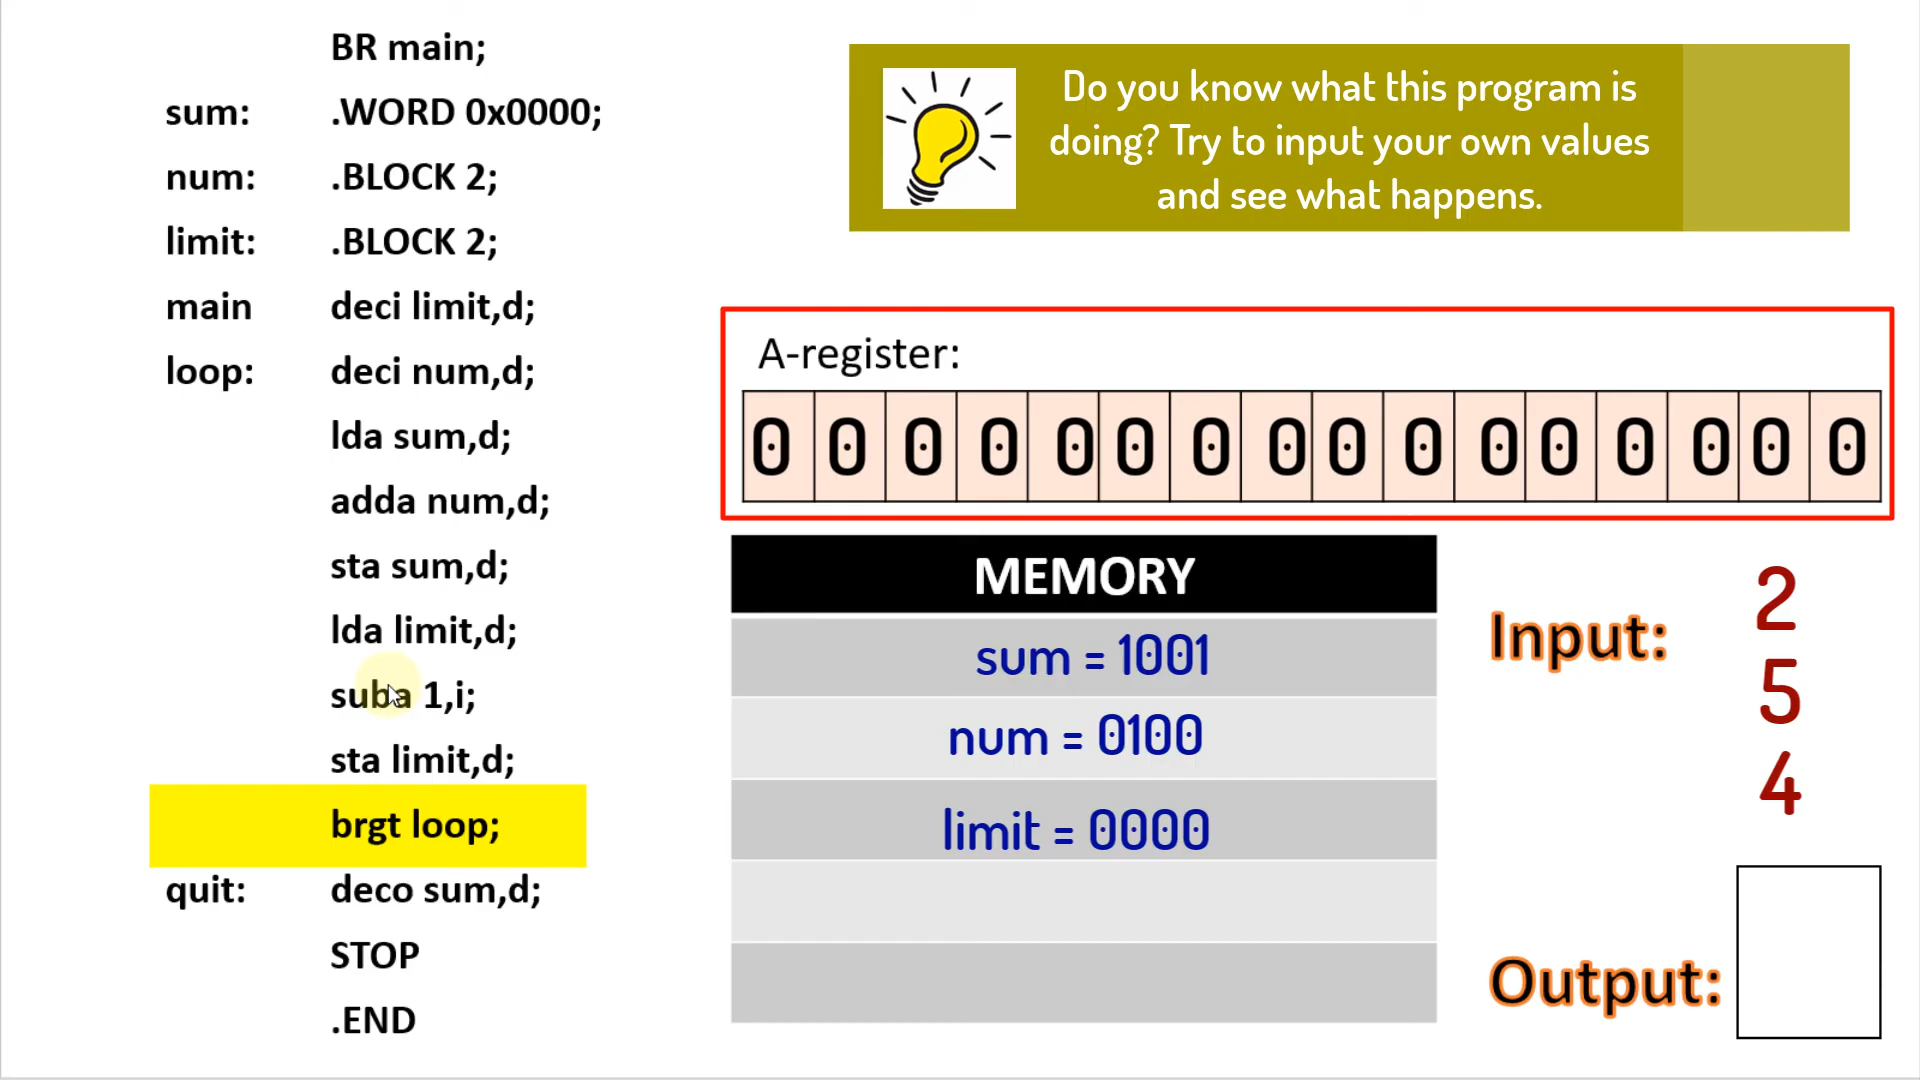 BR main;
sum: .WORD 0x0000;
num: .BLOCK 2;
limit: .BLOCK 2;
main deci limit,d;
loop: deci num,d;
lda sum,d;
adda num,d;
sta sum,d;
lda limit,d;
suba 1,i;
sta limit,d;
brgt loop;
quit: deco sum,d;
STOP
.END
Do you know what this program is
doing? Try to input your own values
and see what happens.
A-register:
0 0 0 0 0 0 0 0 0 0 0 0 0 0 0 0
MEMORY
sum = 1001
num = 0100
limit = 0000
Input:
2
5
4
Output: